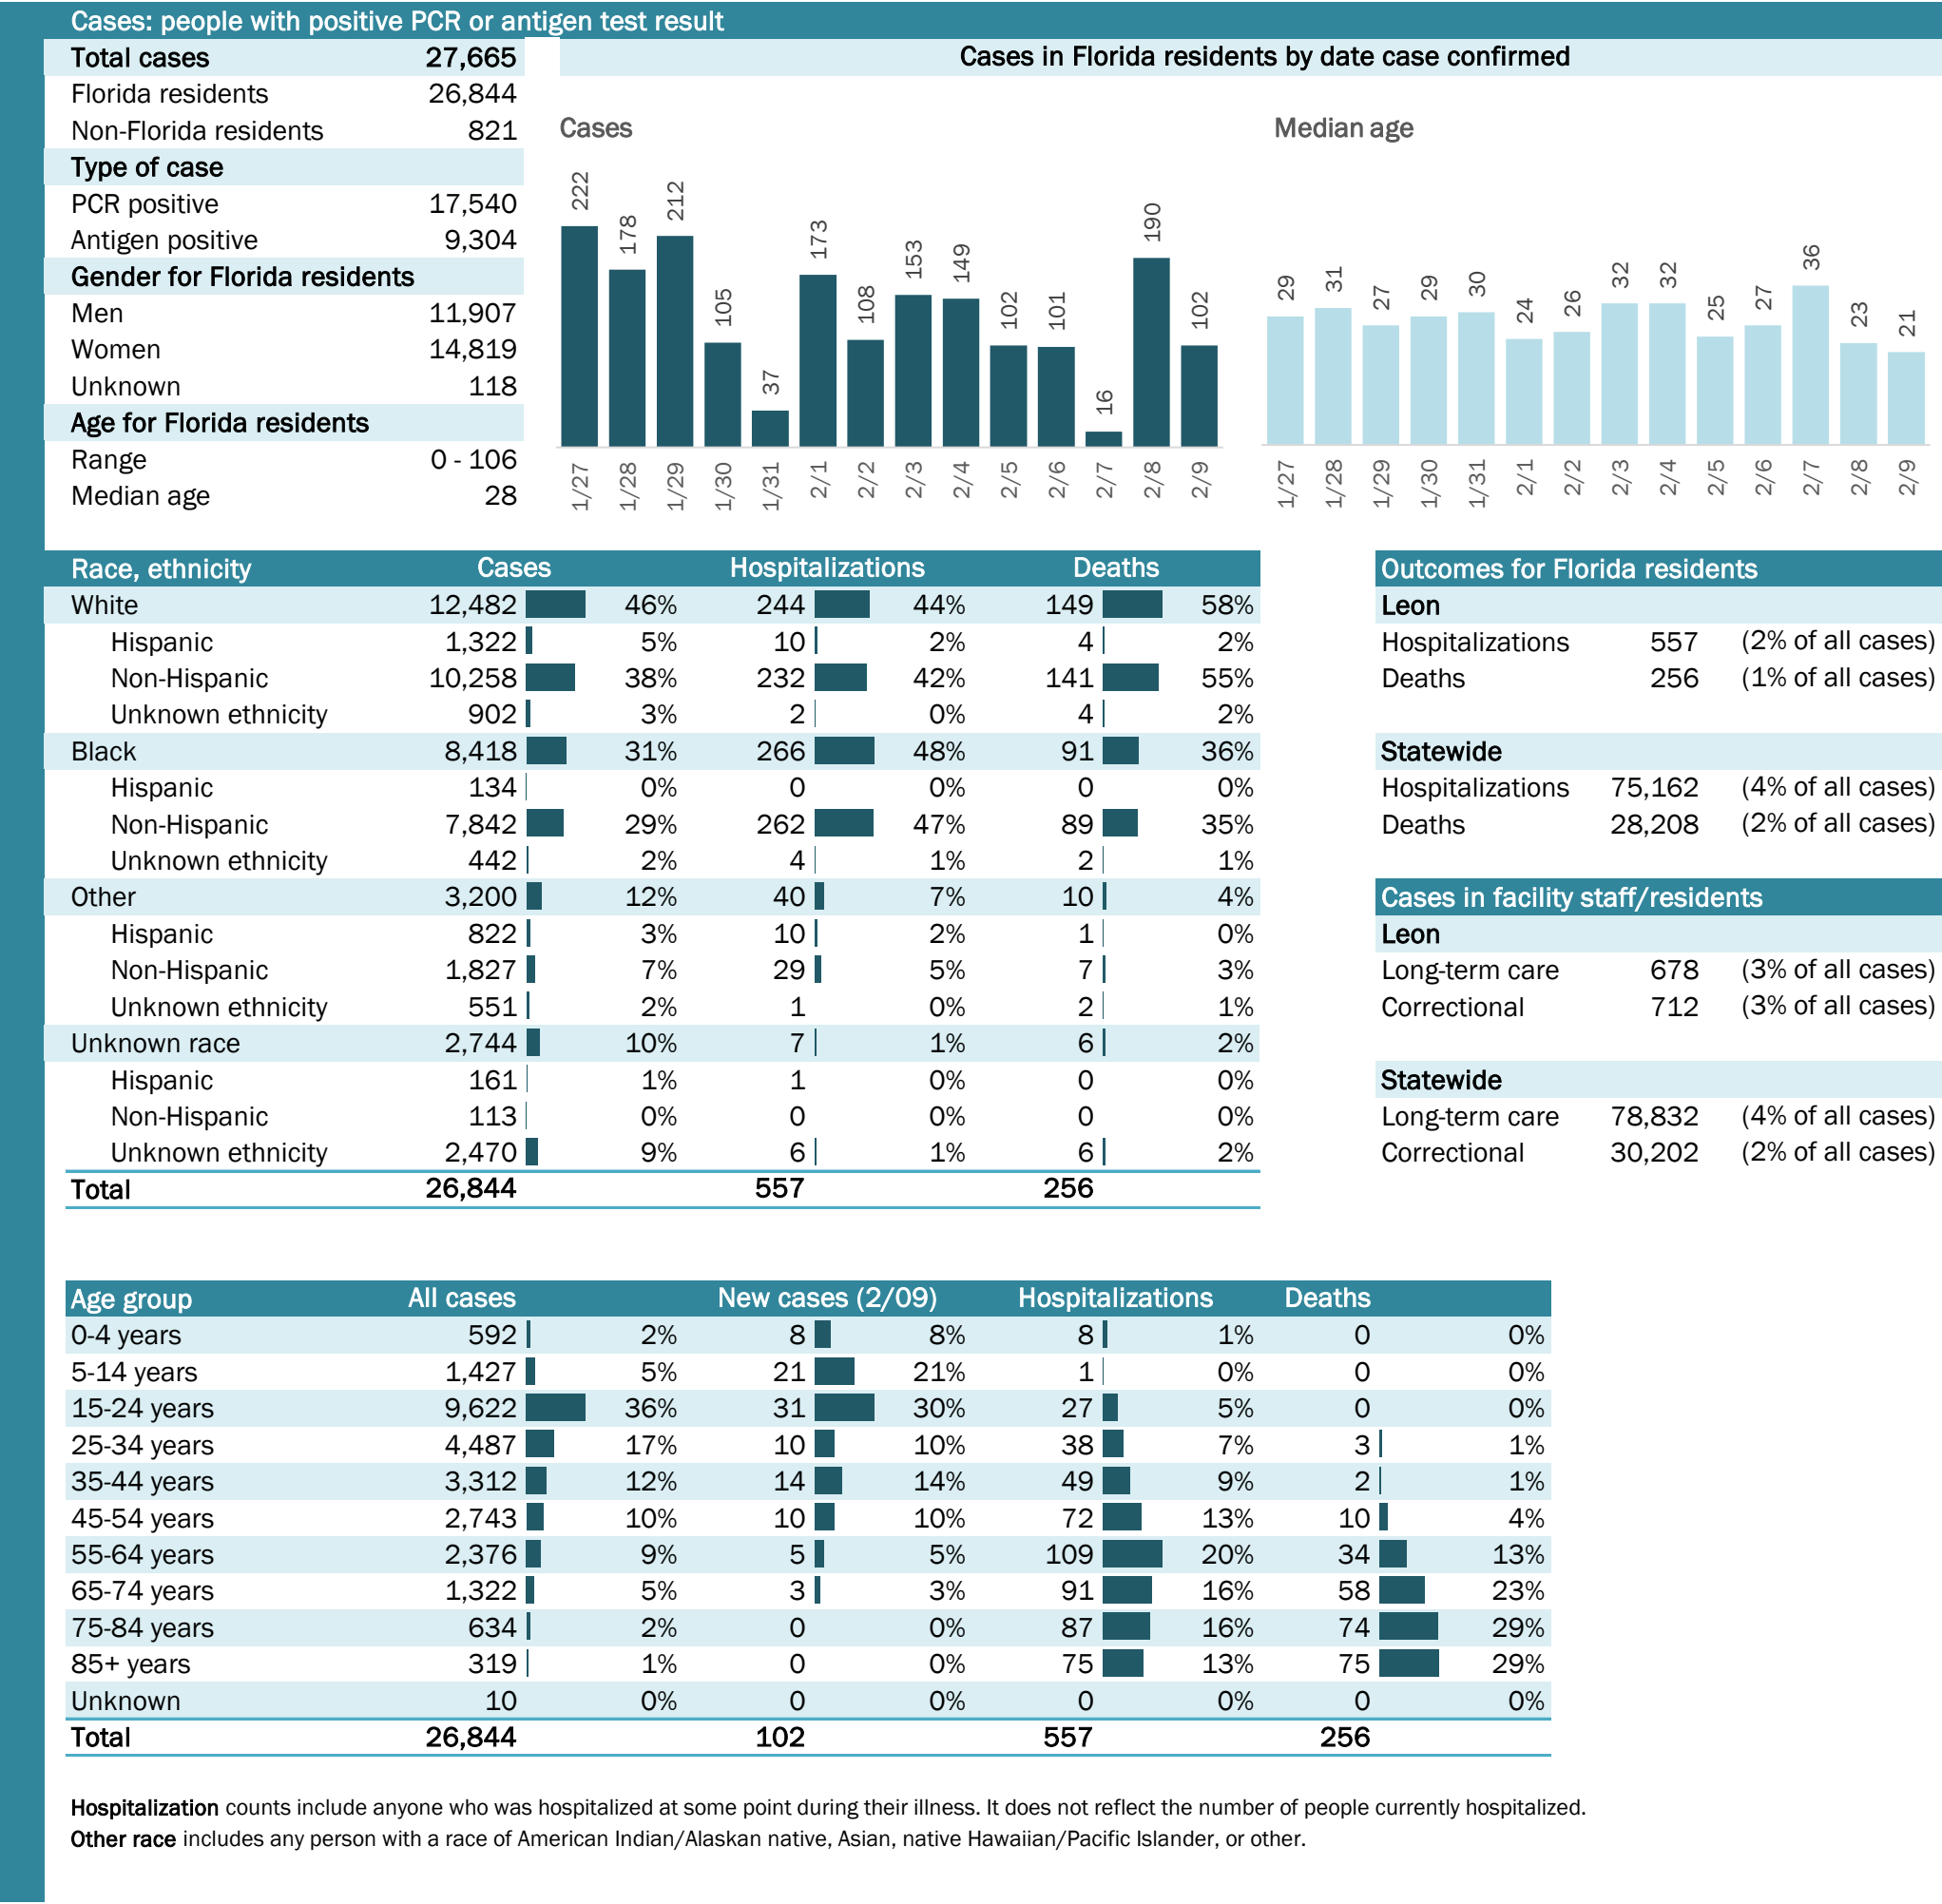 Cases: people with positive PCR or antigen test result
Total cases 27,665
Florida residents 26,844
Non-Florida residents 821
Type of case
PCR positive 17,540
Antigen positive 9,304
Gender for Florida residents
Men 11,907
Women 14,819
Unknown 118
Age for Florida residents
Range 0 - 106
Median age 28
Cases in Florida residents by date case confirmed
Cases
222 178 212 105 37 173 108 153 149 102 101 16 190 102
1/27 1/28 1/29 1/30 1/31 2/1 2/2 2/3 2/4 2/5 2/6 2/7 2/8 2/9
Median age
29 31 27 29 30 24 26 32 32 25 27 36 23 21
1/27 1/28 1/29 1/30 1/31 2/1 2/2 2/3 2/4 2/5 2/6 2/7 2/8 2/9
Race, ethnicity Cases Hospitalizations Deaths
White 12,482 46% 244 44% 149 58%
Hispanic 1,322 5% 10 2% 4 2%
Non-Hispanic 10,258 38% 232 42% 141 55%
Unknown ethnicity 902 3% 2 0% 4 2%
Black 8,418 31% 266 48% 91 36%
Hispanic 134 0% 0 0% 0 0%
Non-Hispanic 7,842 29% 262 47% 89 35%
Unknown ethnicity 442 2% 4 1% 2 1%
Other 3,200 12% 40 7% 10 4%
Hispanic 822 3% 10 2% 1 0%
Non-Hispanic 1,827 7% 29 5% 7 3%
Unknown ethnicity 551 2% 1 0% 2 1%
Unknown race 2,744 10% 7 1% 6 2%
Hispanic 161 1% 1 0% 0 0%
Non-Hispanic 113 0% 0 0% 0 0%
Unknown ethnicity 2,470 9% 6 1% 6 2%
Total 26,844 557 256
Outcomes for Florida residents
Leon
Hospitalizations 557 (2% of all cases)
Deaths 256 (1% of all cases)
Statewide
Hospitalizations 75,162 (4% of all cases)
Deaths 28,208 (2% of all cases)
Cases in facility staff/residents
Leon
Long-term care 678 (3% of all cases)
Correctional 712 (3% of all cases)
Statewide
Long-term care 78,832 (4% of all cases)
Correctional 30,202 (2% of all cases)
Age group All cases New cases (2/09) Hospitalizations Deaths
0-4 years 592 2% 8 8% 8 1% 0 0%
5-14 years 1,427 5% 21 21% 1 0% 0 0%
15-24 years 9,622 36% 31 30% 27 5% 0 0%
25-34 years 4,487 17% 10 10% 38 7% 3 1%
35-44 years 3,312 12% 14 14% 49 9% 2 1%
45-54 years 2,743 10% 10 10% 72 13% 10 4%
55-64 years 2,376 9% 5 5% 109 20% 34 13%
65-74 years 1,322 5% 3 3% 91 16% 58 23%
75-84 years 634 2% 0 0% 87 16% 74 29%
85+ years 319 1% 0 0% 75 13% 75 29%
Unknown 10 0% 0 0% 0 0% 0 0%
Total 26,844 102 557 256
Hospitalization counts include anyone who was hospitalized at some point during their illness. It does not reflect the number of people currently hospitalized.
Other race includes any person with a race of American Indian/Alaskan native, Asian, native Hawaiian/Pacific Islander, or other.